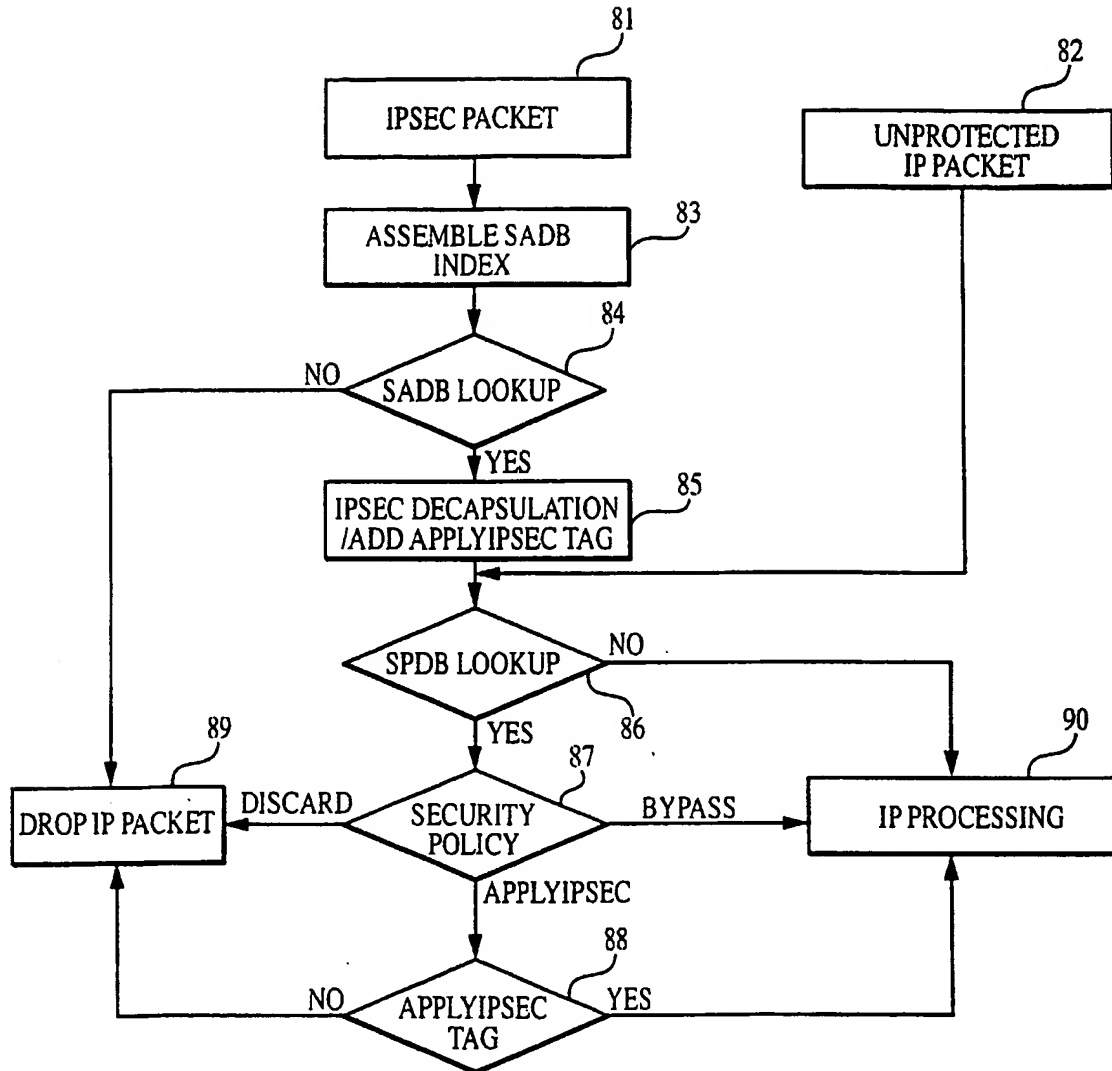 81
IPSEC PACKET
82
UNPROTECTED
IP PACKET
83
ASSEMBLE SADB
INDEX
84
NO
SADB LOOKUP
YES
85
IPSEC DECAPSULATION
/ADD APPLYIPSEC TAG
SPDB LOOKUP
NO
86
YES
89
DROP IP PACKET
DISCARD
87
SECURITY
POLICY
BYPASS
90
IP PROCESSING
APPLYIPSEC
88
NO
APPLYIPSEC
TAG
YES